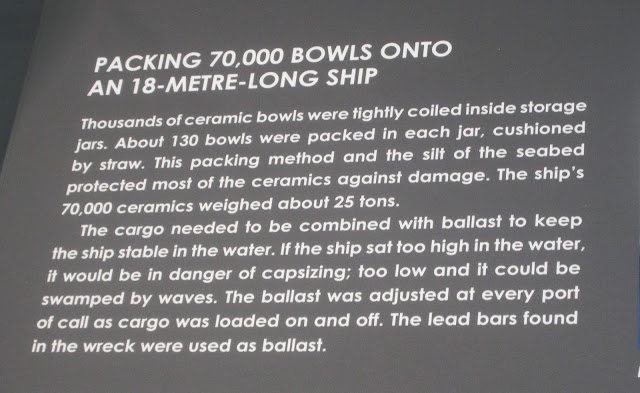 PACKING 70,000 BOWLS ONTO
AN 18-METRE-LONG SHIP
Thousands of ceramic bowls were tightly coiled inside storage
jars. About 130 bowls were packed in each jar, cushioned
by straw. This packing method and the silt of the seabed
protected most of the ceramics against damage. The ship's
70,000 ceramics weighed about 25 tons.
The cargo needed to be combined with ballast to keep
the ship stable in the water. If the ship sat too high in the water,
it would be in danger of capsizing; too low and it could be
swamped by waves. The ballast was adjusted at every port
of call as cargo was loaded on and off. The lead bars found
in the wreck were used as ballast.